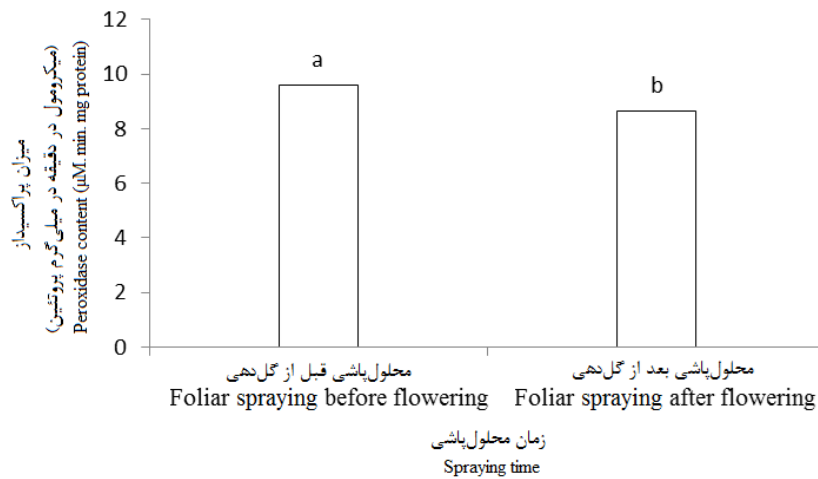 میزان پراکسیداز
(میکرومول در دقیقه در میلی‌گرم پروتئین)
Peroxidase content (µM. min. mg protein)
12
10
8
6
4
2
0
a
b
محلول‌پاشی قبل از گل‌دهی
Foliar spraying before flowering
محلول‌پاشی بعد از گل‌دهی
Foliar spraying after flowering
زمان محلول‌پاشی
Spraying time